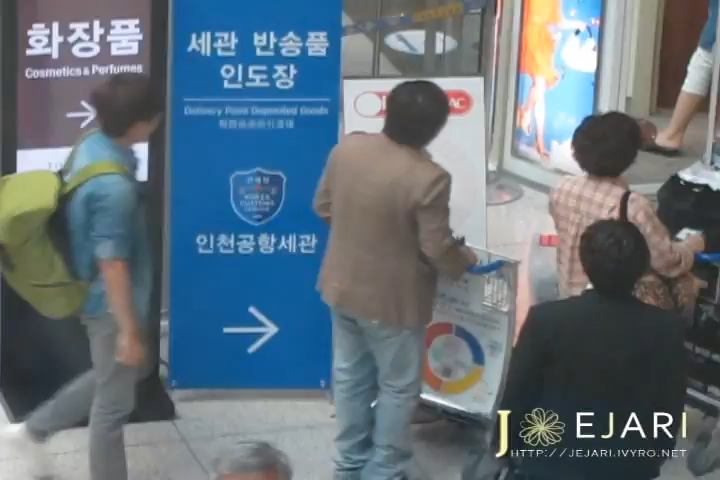 화장품
Cosmetics & Perfumes
세관 반송품
인도장
Delivery Point Deposited Goods
인천공항세관
JEJARI
HTTP://JEJARI.IVYRO.NET